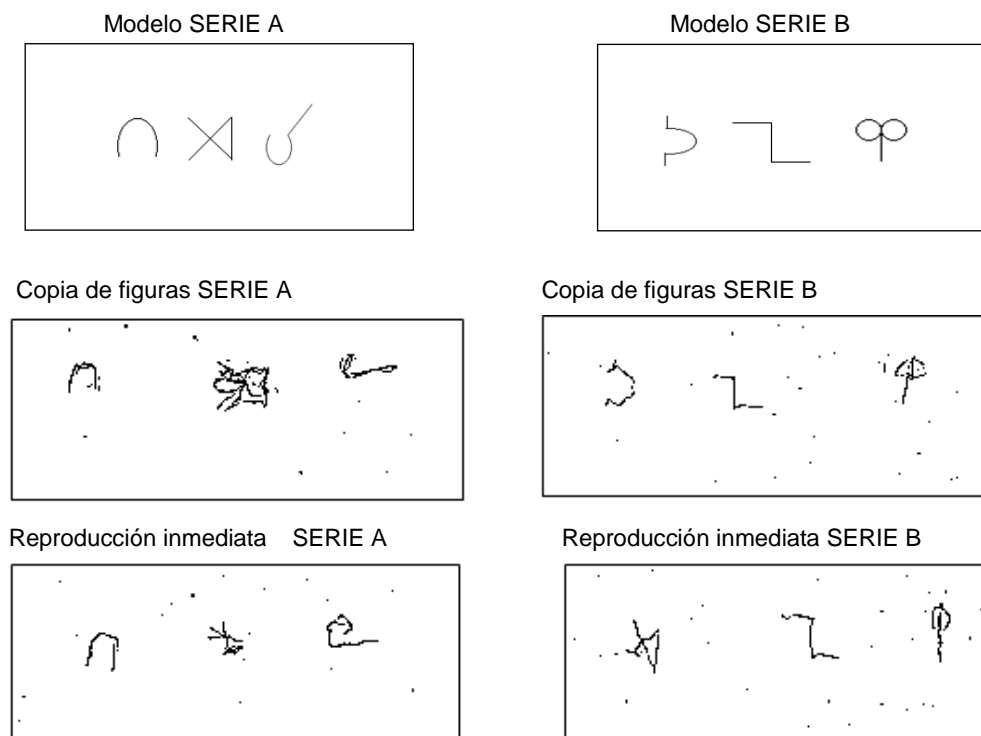 Modelo SERIE A
Modelo SERIE B
Copia de figuras SERIE A
Copia de figuras SERIE B
Reproducción inmediata SERIE A
Reproducción inmediata SERIE B